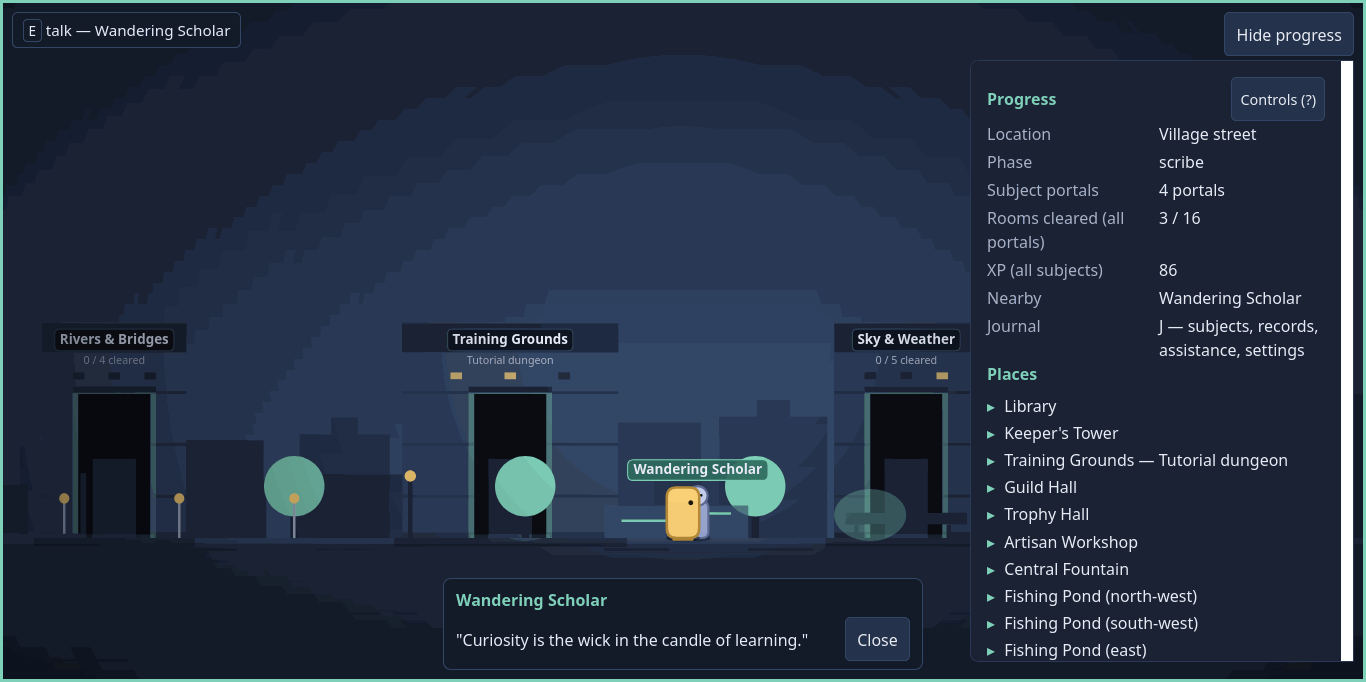 E talk — Wandering Scholar
Hide progress
Progress
Controls (?)
Location Village street
Phase scribe
Subject portals 4 portals
Rooms cleared (all portals) 3 / 16
XP (all subjects) 86
Nearby Wandering Scholar
Journal J — subjects, records, assistance, settings
Places
▸ Library
▸ Keeper's Tower
▸ Training Grounds — Tutorial dungeon
▸ Guild Hall
▸ Trophy Hall
▸ Artisan Workshop
▸ Central Fountain
▸ Fishing Pond (north-west)
▸ Fishing Pond (south-west)
▸ Fishing Pond (east)
Rivers & Bridges
0 / 4 cleared
Training Grounds
Tutorial dungeon
Sky & Weather
0 / 5 cleared
Wandering Scholar
Wandering Scholar
"Curiosity is the wick in the candle of learning."
Close